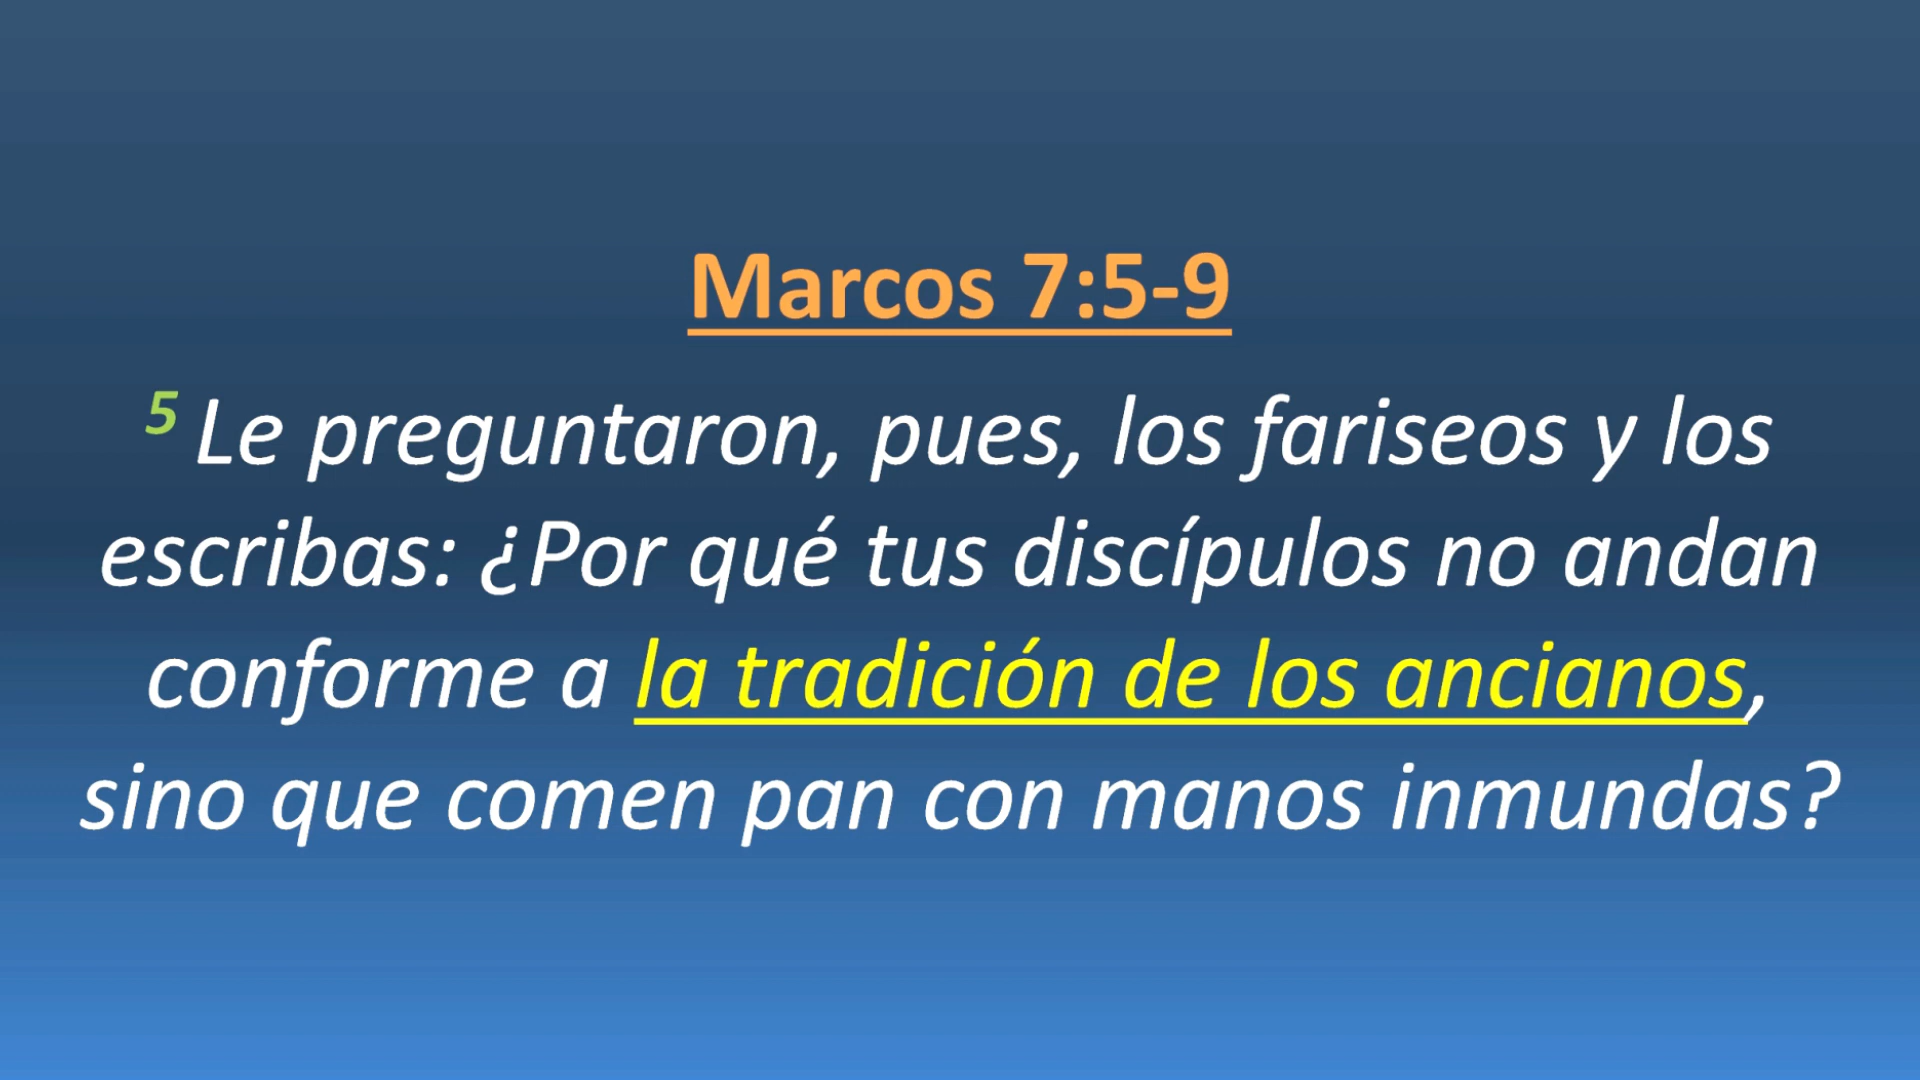 Marcos 7:5-9
5 Le preguntaron, pues, los fariseos y los
escribas: ¿Por qué tus discípulos no andan
conforme a la tradición de los ancianos,
sino que comen pan con manos inmundas?